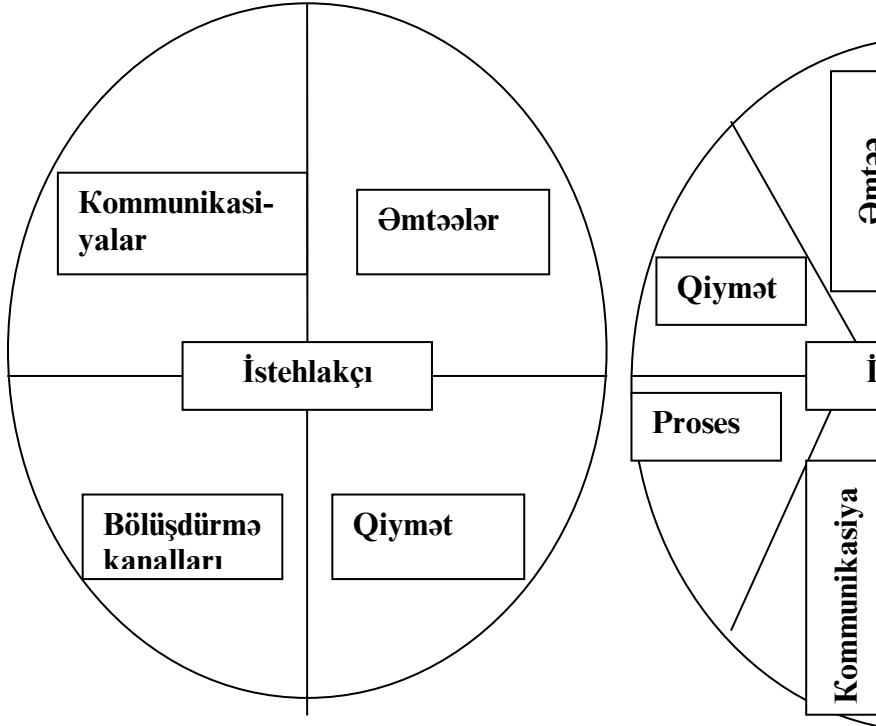 Kommunikasi-
yalar
Əmtəələr
İstehlakçı
Bölüşdürmə
kanalları
Qiymət
Qiymət
Proses
Kommunikasiya